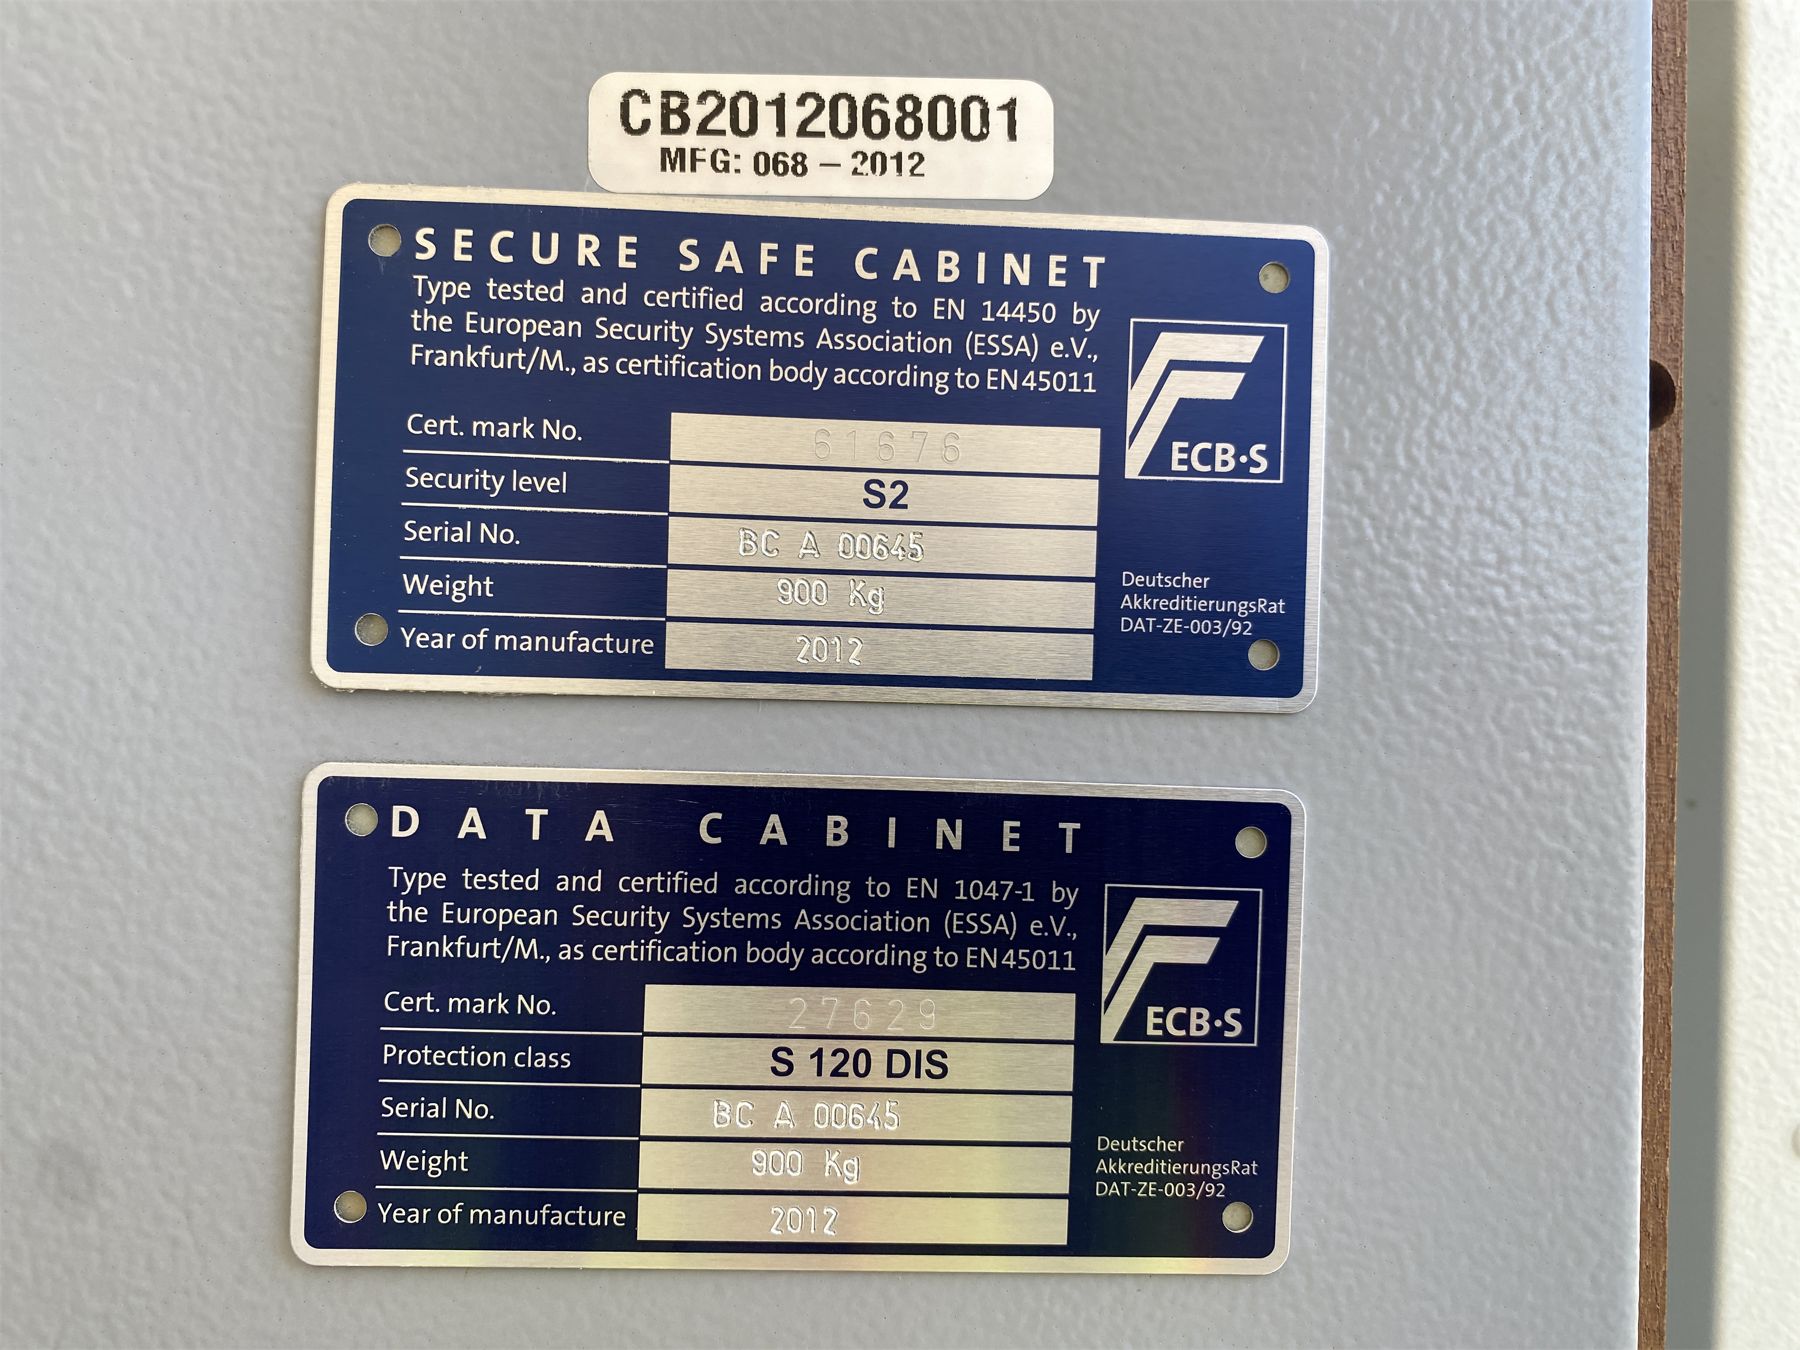 CB2012068001
MFG: 068 – 2012
SECURE SAFE CABINET
Type tested and certified according to EN 14450 by
the European Security Systems Association (ESSA) e.V.,
Frankfurt/M., as certification body according to EN 45011
ECB·S
Cert. mark No. 61676
Security level S2
Serial No. BC A 00645
Weight 900 Kg
Year of manufacture 2012
Deutscher
AkkreditierungsRat
DAT-ZE-003/92
DATA CABINET
Type tested and certified according to EN 1047-1 by
the European Security Systems Association (ESSA) e.V.,
Frankfurt/M., as certification body according to EN 45011
ECB·S
Cert. mark No. 27629
Protection class S 120 DIS
Serial No. BC A 00645
Weight 900 Kg
Year of manufacture 2012
Deutscher
AkkreditierungsRat
DAT-ZE-003/92